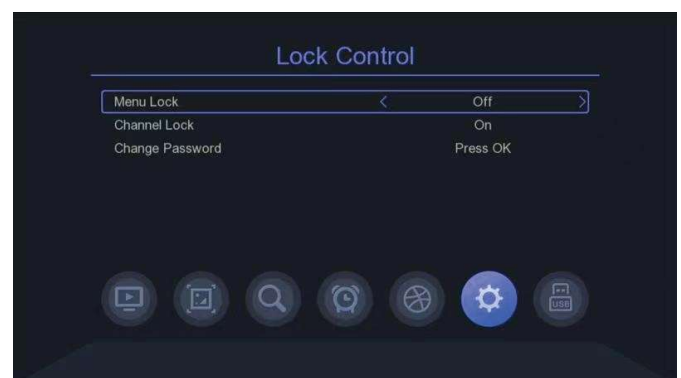 Lock Control
Menu Lock < Off >
Channel Lock On
Change Password Press OK
USB